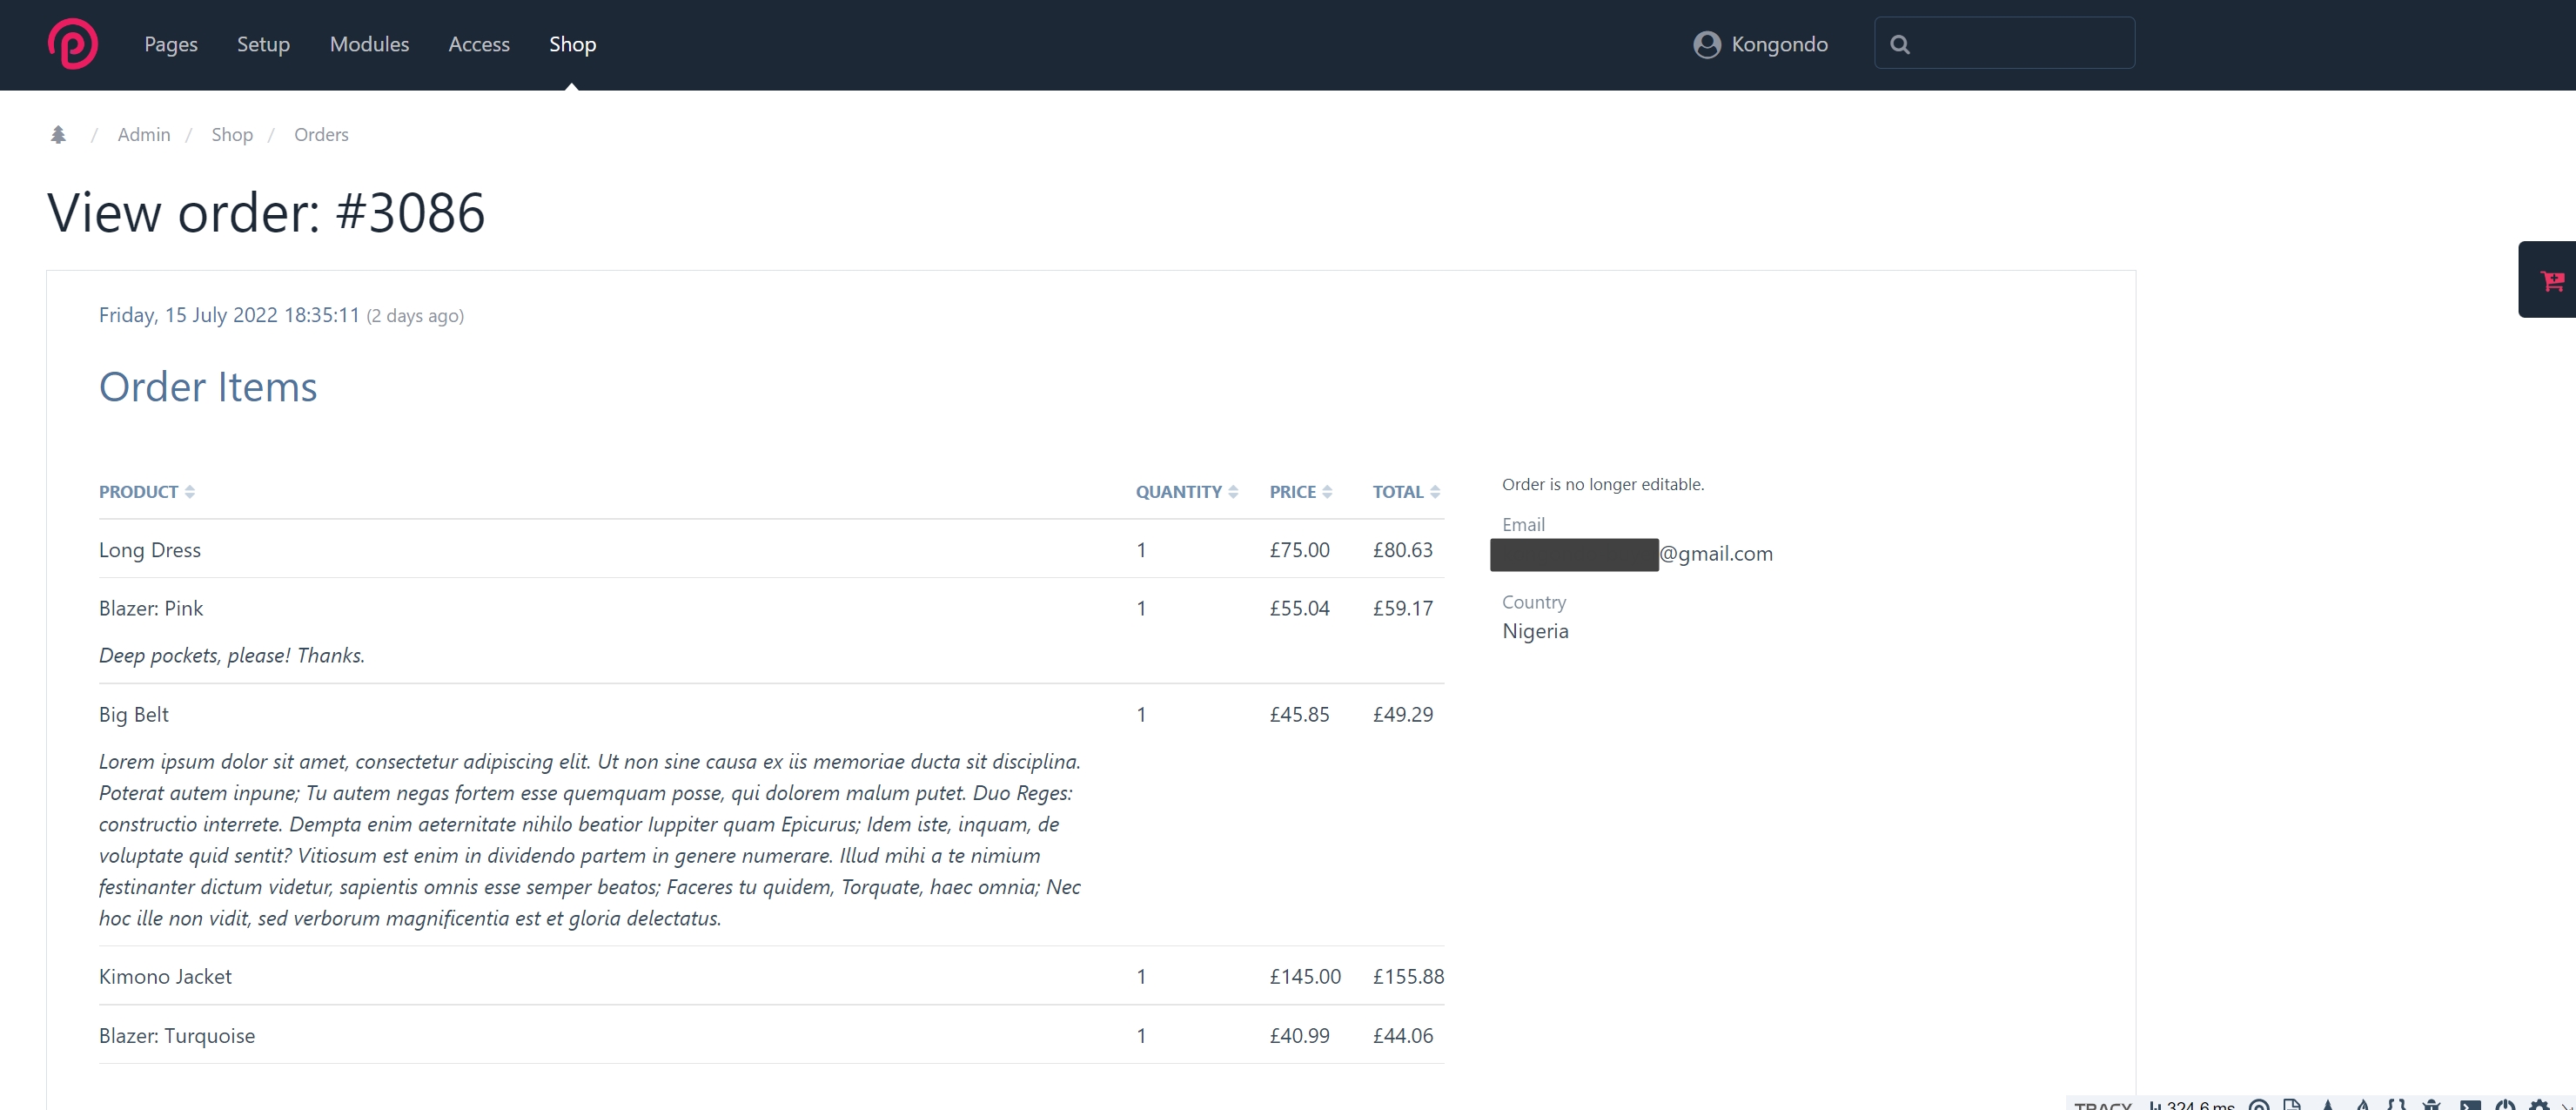 Pages Setup Modules Access Shop Kongondo
/ Admin / Shop / Orders
View order: #3086
Friday, 15 July 2022 18:35:11 (2 days ago)
Order Items
PRODUCT QUANTITY PRICE TOTAL
Long Dress 1 £75.00 £80.63
Blazer: Pink 1 £55.04 £59.17
Deep pockets, please! Thanks.
Big Belt 1 £45.85 £49.29
Lorem ipsum dolor sit amet, consectetur adipiscing elit. Ut non sine causa ex iis memoriae ducta sit disciplina.
Poterat autem inpune; Tu autem negas fortem esse quemquam posse, qui dolorem malum putet. Duo Reges:
constructio interrete. Dempta enim aeternitate nihilo beatior Iuppiter quam Epicurus; Idem iste, inquam, de
voluptate quid sentit? Vitiosum est enim in dividendo partem in genere numerare. Illud mihi a te nimium
festinanter dictum videtur, sapientis omnis esse semper beatos; Faceres tu quidem, Torquate, haec omnia; Nec
hoc ille non vidit, sed verborum magnificentia est et gloria delectatus.
Kimono Jacket 1 £145.00 £155.88
Blazer: Turquoise 1 £40.99 £44.06
Order is no longer editable.
Email
@gmail.com
Country
Nigeria
TRACY 324.6 ms